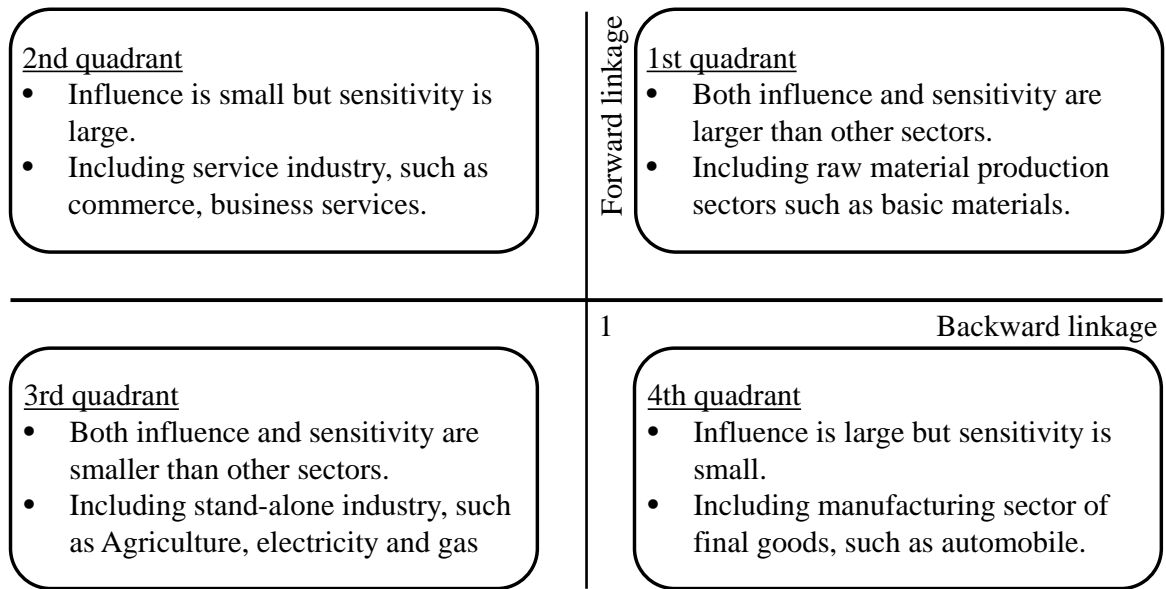 2nd quadrant
• Influence is small but sensitivity is
large.
• Including service industry, such as
commerce, business services.
Forward linkage
1st quadrant
• Both influence and sensitivity are
larger than other sectors.
• Including raw material production
sectors such as basic materials.
1
Backward linkage
3rd quadrant
• Both influence and sensitivity are
smaller than other sectors.
• Including stand-alone industry, such
as Agriculture, electricity and gas
4th quadrant
• Influence is large but sensitivity is
small.
• Including manufacturing sector of
final goods, such as automobile.